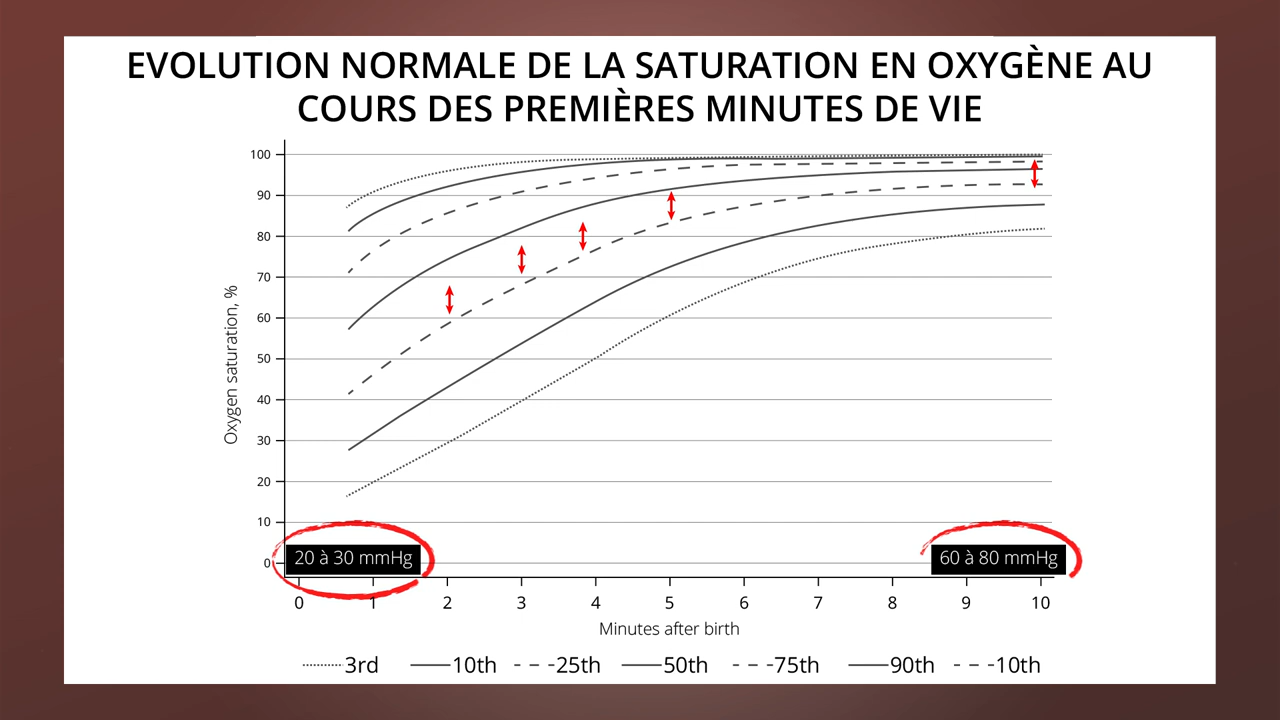 EVOLUTION NORMALE DE LA SATURATION EN OXYGÈNE AU
COURS DES PREMIÈRES MINUTES DE VIE
Oxygen saturation, %
100
90
80
70
60
50
40
30
20
10
0
20 à 30 mmHg
60 à 80 mmHg
0 1 2 3 4 5 6 7 8 9 10
Minutes after birth
3rd 10th 25th 50th 75th 90th 10th